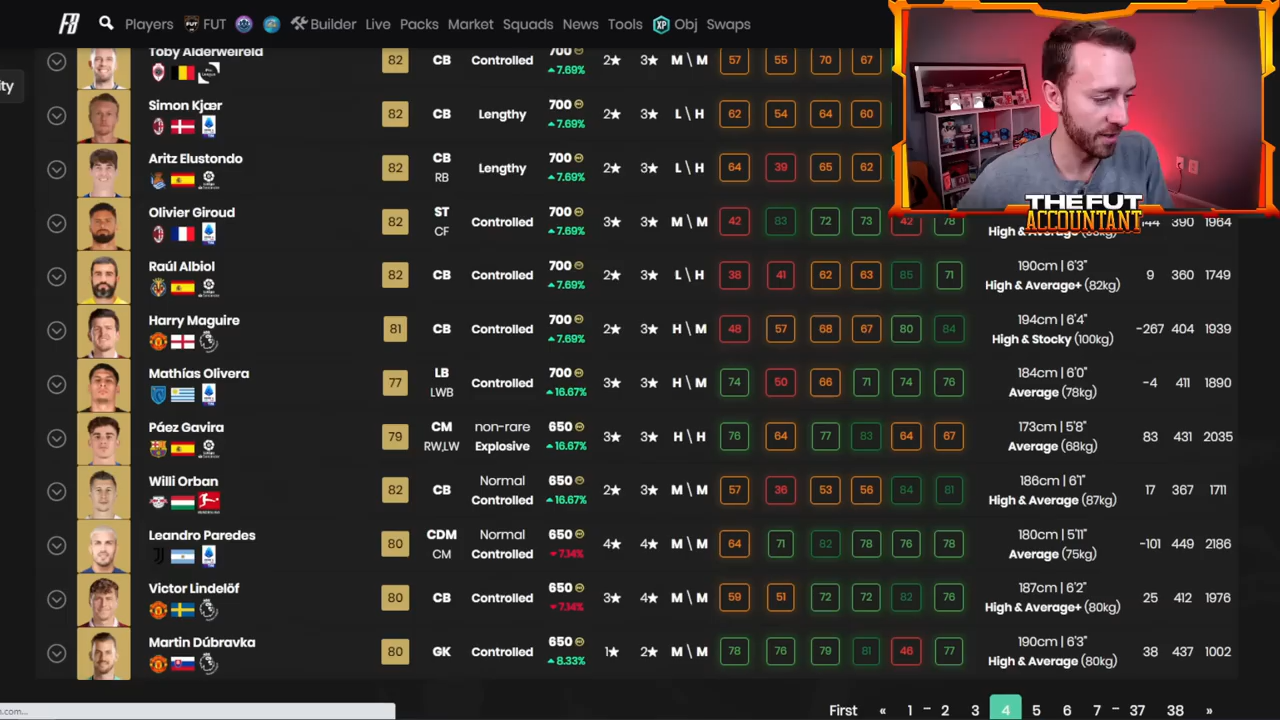 Players FUT Builder Live Packs Market Squads News Tools XP Obj Swaps
ity
Toby Alderweireld 82 CB Controlled 700 7.69% 2★ 3★ M \ M 57 55 70 67
Simon Kjær 82 CB Lengthy 700 7.69% 2★ 3★ L \ H 62 54 64 60
Aritz Elustondo 82 CB RB Lengthy 700 7.69% 2★ 3★ L \ H 64 39 65 62
THE FUT
ACCOUNTANT
Olivier Giroud 82 ST CF Controlled 700 7.69% 3★ 3★ M \ M 42 83 72 73 42 78 High & Average 390 1964
Raúl Albiol 82 CB Controlled 700 7.69% 2★ 3★ L \ H 38 41 62 63 85 71 190cm | 6'3" High & Average+ (82kg) 9 360 1749
Harry Maguire 81 CB Controlled 700 7.69% 2★ 3★ H \ M 48 57 68 67 80 84 194cm | 6'4" High & Stocky (100kg) -267 404 1939
Mathías Olivera 77 LB LWB Controlled 700 16.67% 3★ 3★ H \ M 74 50 66 71 74 76 184cm | 6'0" Average (78kg) -4 411 1890
Páez Gavira 79 CM RW,LW non-rare Explosive 650 16.67% 3★ 3★ H \ H 76 64 77 83 64 67 173cm | 5'8" Average (68kg) 83 431 2035
Willi Orban 82 CB Normal Controlled 650 16.67% 2★ 3★ M \ M 57 36 53 56 84 81 186cm | 6'1" High & Average (87kg) 17 367 1711
Leandro Paredes 80 CDM CM Normal Controlled 650 7.14% 4★ 4★ M \ M 64 71 82 78 76 78 180cm | 5'11" Average (75kg) -101 449 2186
Victor Lindelöf 80 CB Controlled 650 7.14% 3★ 4★ M \ M 59 51 72 72 82 76 187cm | 6'2" High & Average+ (80kg) 25 412 1976
Martin Dúbravka 80 GK Controlled 650 8.33% 1★ 2★ M \ M 78 76 79 81 46 77 190cm | 6'3" High & Average (80kg) 38 437 1002
n.com...
First « 1 - 2 3 4 5 6 7 - 37 38 »